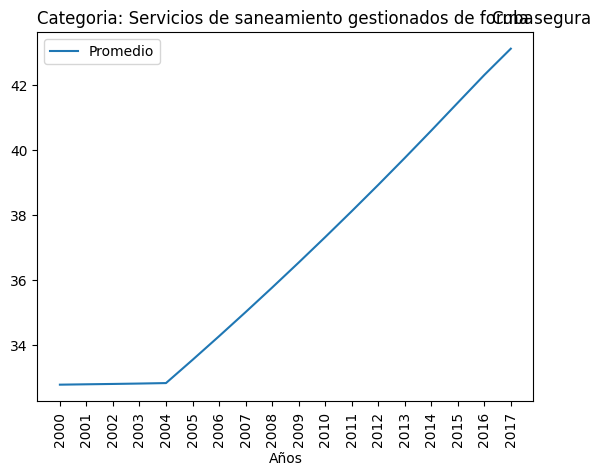 Categoria: Servicios de saneamiento gestionados de forma segura
Cuba
Promedio
42
40
38
36
34
2000 2001 2002 2003 2004 2005 2006 2007 2008 2009 2010 2011 2012 2013 2014 2015 2016 2017
Años